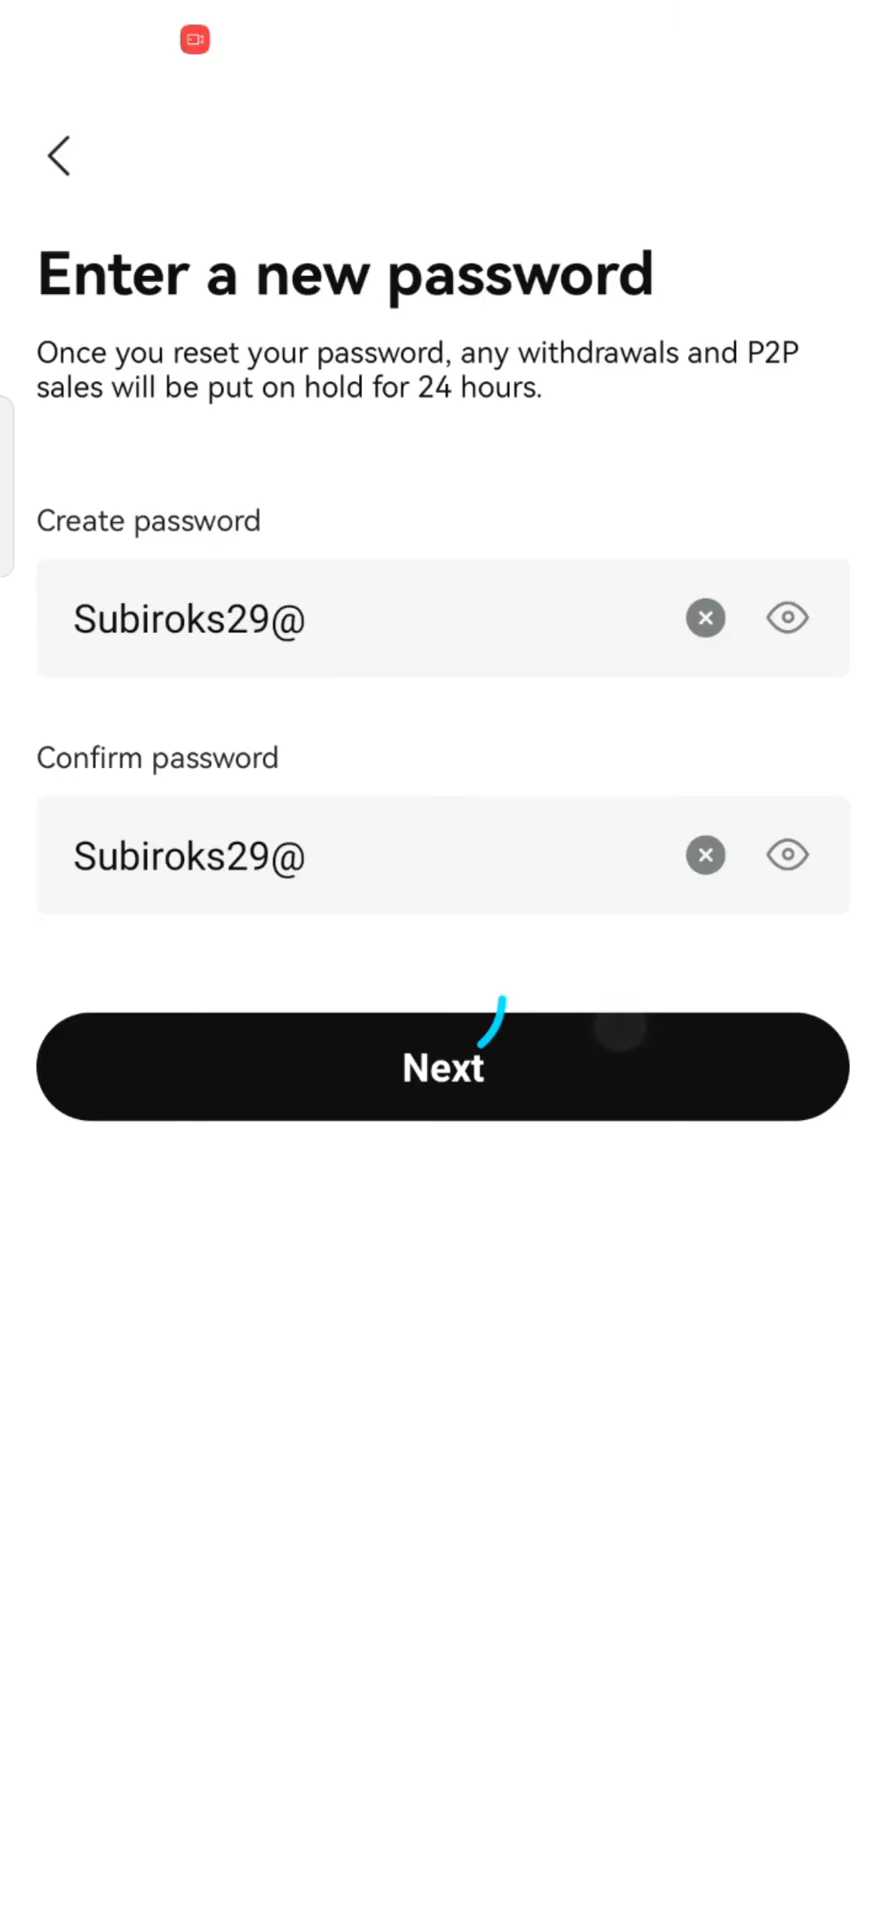 Enter a new password
Once you reset your password, any withdrawals and P2P
sales will be put on hold for 24 hours.
Create password
Subiroks29@
Confirm password
Subiroks29@
Next